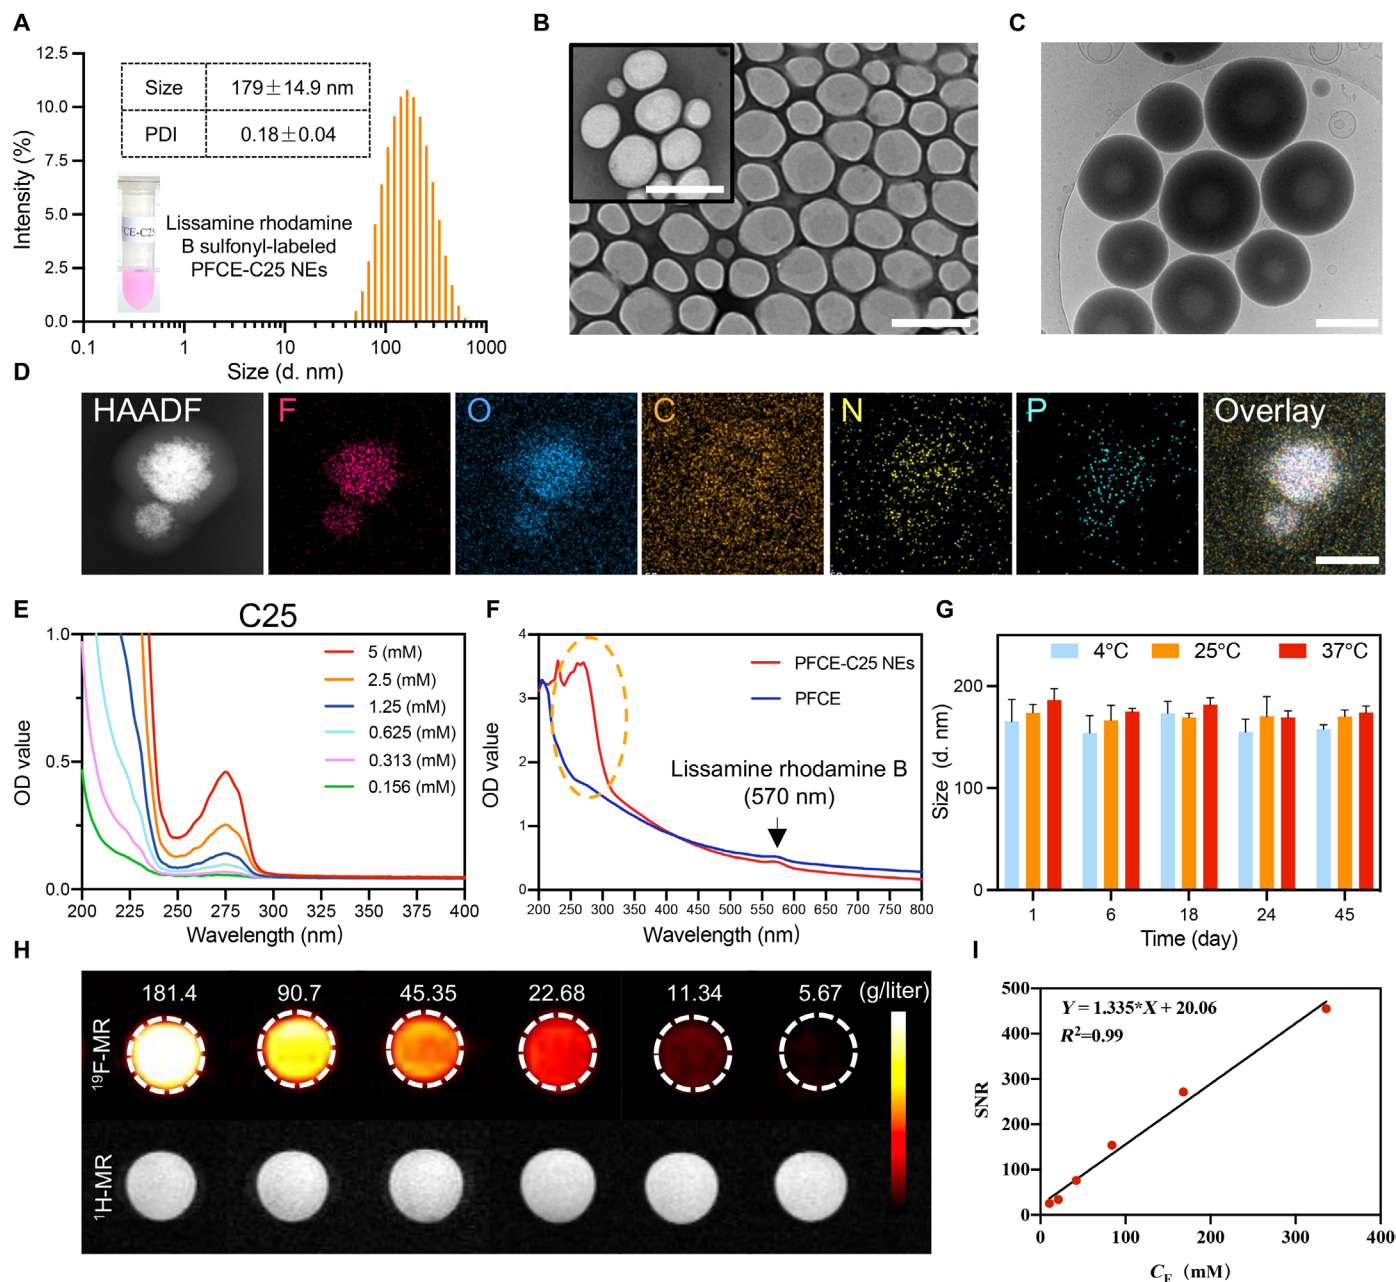 A
12.5
10.0
7.5
5.0
2.5
0.0
Intensity (%)
Size 179±14.9 nm
PDI 0.18±0.04
Lissamine rhodamine
B sulfonyl-labeled
PFCE-C25 NEs
0.1 1 10 100 1000
Size (d. nm)
B
C
D
HAADF F O C N P Overlay
E
C25
1.0
0.5
0.0
OD value
5 (mM)
2.5 (mM)
1.25 (mM)
0.625 (mM)
0.313 (mM)
0.156 (mM)
200 225 250 275 300 325 350 375 400
Wavelength (nm)
F
4
3
2
1
0
OD value
PFCE-C25 NEs
PFCE
Lissamine rhodamine B
(570 nm)
200 250 300 350 400 450 500 550 600 650 700 750 800
Wavelength (nm)
G
4°C 25°C 37°C
200
100
0
Size (d. nm)
1 6 18 24 45
Time (day)
H
181.4 90.7 45.35 22.68 11.34 5.67 (g/liter)
¹⁹F-MR
¹H-MR
I
500
400
300
200
100
0
SNR
Y = 1.335*X + 20.06
R²=0.99
0 100 200 300 400
C_F (mM)